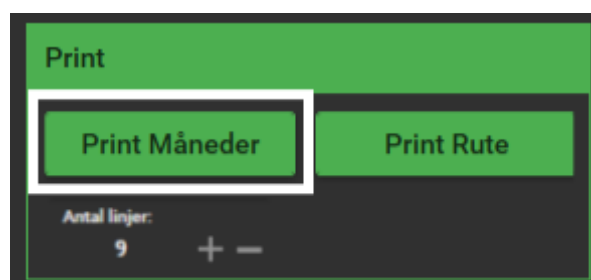 Print
Print Måneder
Print Rute
Antal linjer:
9